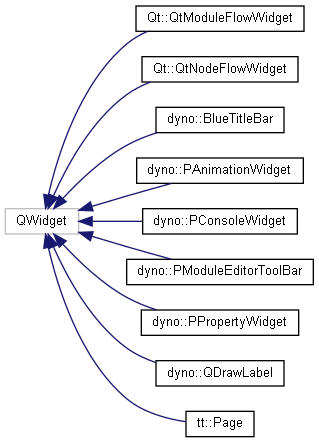 Qt::QtModuleFlowWidget
Qt::QtNodeFlowWidget
dyno::BlueTitleBar
dyno::PAnimationWidget
QWidget
dyno::PConsoleWidget
dyno::PModuleEditorToolBar
dyno::PPropertyWidget
dyno::QDrawLabel
tt::Page